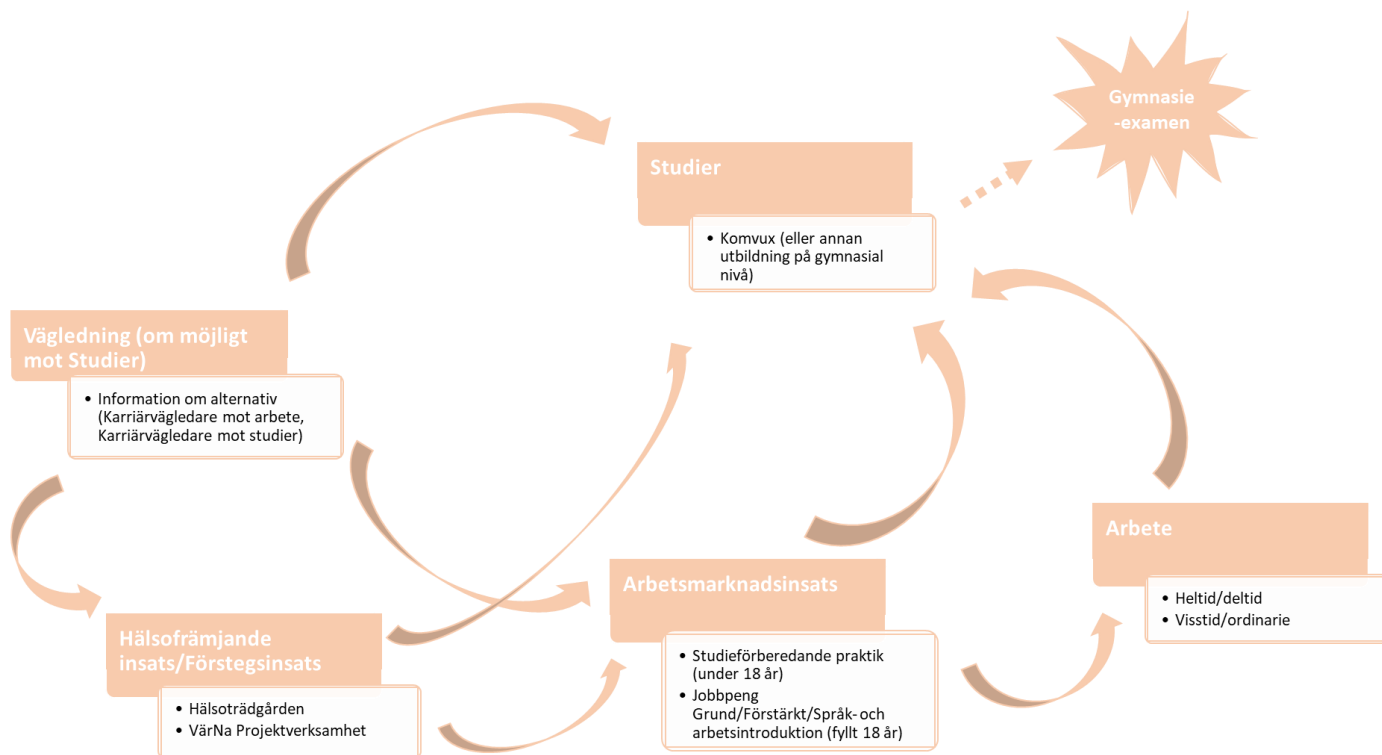 Gymnasie
-examen
Studier
• Komvux (eller annan
utbildning på gymnasial
nivå)
Vägledning (om möjligt
mot Studier)
• Information om alternativ
(Karriärvägledare mot arbete,
Karriärvägledare mot studier)
Arbete
• Heltid/deltid
• Visstid/ordinarie
Arbetsmarknadsinsats
• Studieförberedande praktik
(under 18 år)
• Jobbpeng
Grund/Förstärkt/Språk- och
arbetsintroduktion (fyllt 18 år)
Hälsofrämjande
insats/Förstegsinsats
• Hälsoträdgården
• VärNa Projektverksamhet